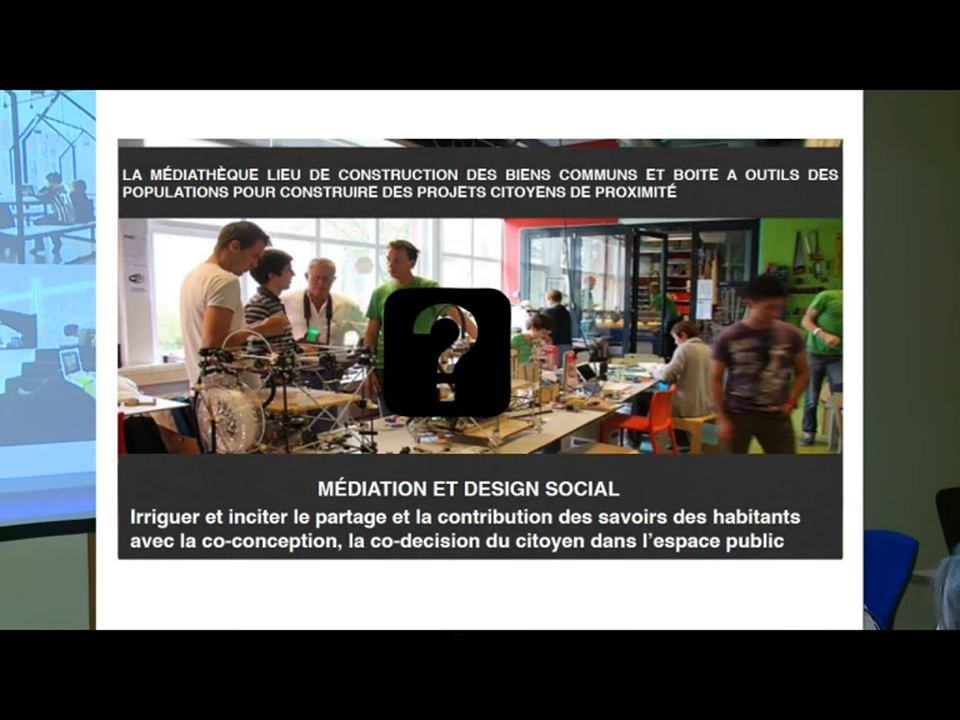 LA MÉDIATHÈQUE LIEU DE CONSTRUCTION DES BIENS COMMUNS ET BOITE A OUTILS DES
POPULATIONS POUR CONSTRUIRE DES PROJETS CITOYENS DE PROXIMITÉ
?
MÉDIATION ET DESIGN SOCIAL
Irriguer et inciter le partage et la contribution des savoirs des habitants
avec la co-conception, la co-decision du citoyen dans l'espace public